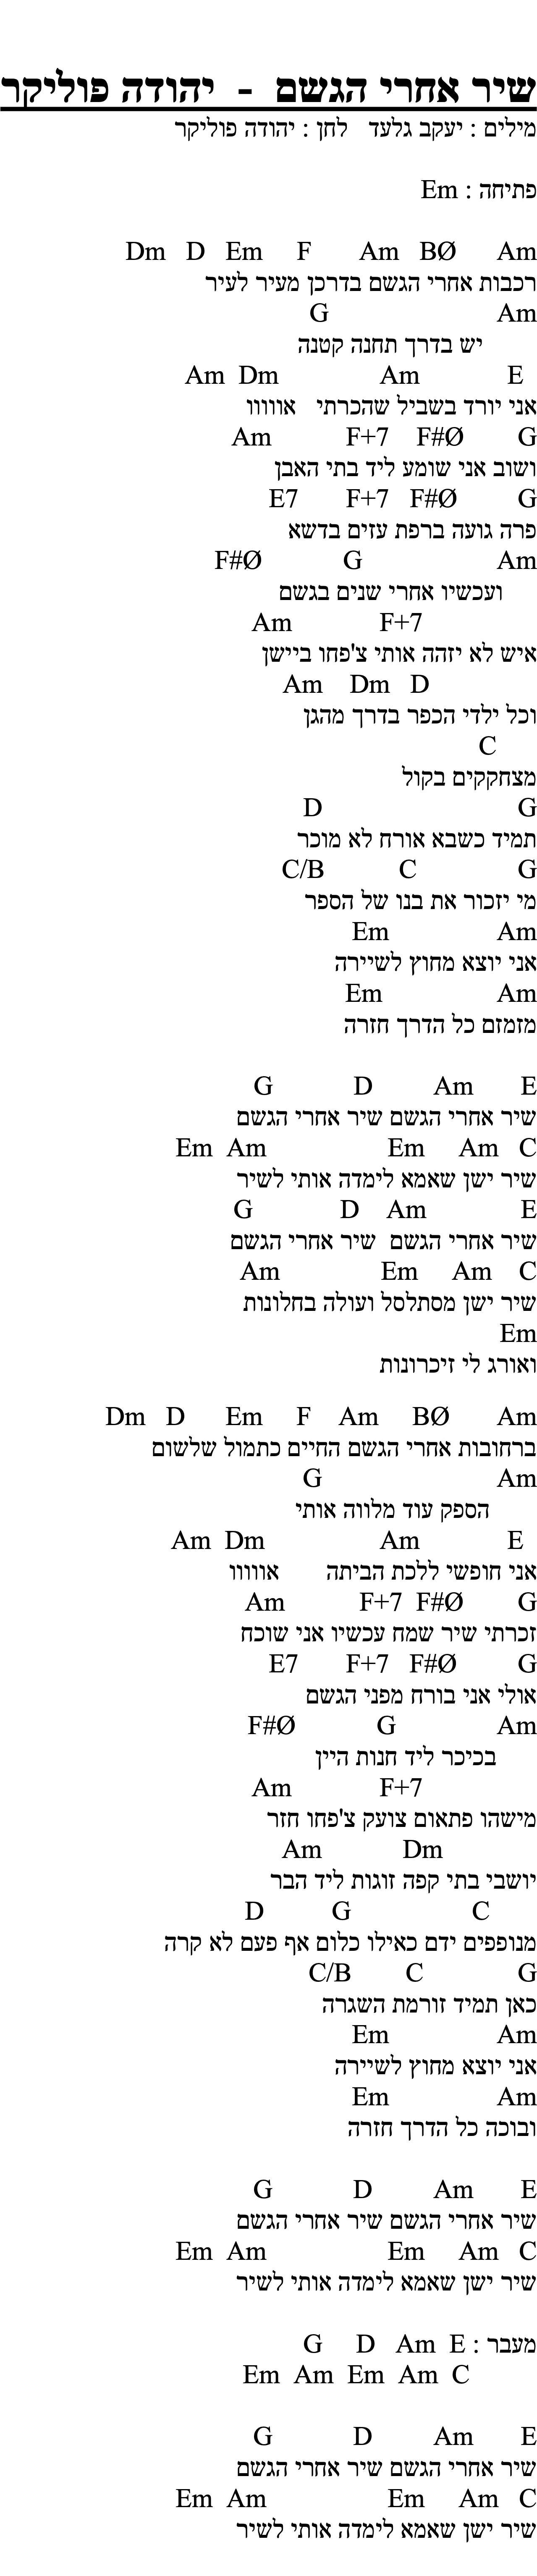 שיר אחרי הגשם - יהודה פוליקר
מילים : יעקב גלעד לחן : יהודה פוליקר
פתיחה : Em
Dm D Em F Am BØ Am
רכבות אחרי הגשם בדרכן מעיר לעיר
G Am
יש בדרך תחנה קטנה
Am Dm Am E
אני יורד בשביל שהכרתי אווווו
Am F+7 F#Ø G
ושוב אני שומע ליד בתי האבן
E7 F+7 F#Ø G
פרה גועה ברפת עזים בדשא
F#Ø G Am
ועכשיו אחרי שנים בגשם
Am F+7
איש לא יזהה אותי צ'פחו ביישן
Am Dm D
וכל ילדי הכפר בדרך מהגן
C
מצחקקים בקול
D G
תמיד כשבא אורח לא מוכר
C/B C G
מי יזכור את בנו של הספר
Em Am
אני יוצא מחוץ לשיירה
Em Am
מזמזם כל הדרך חזרה
G D Am E
שיר אחרי הגשם שיר אחרי הגשם
Em Am Em Am C
שיר ישן שאמא לימדה אותי לשיר
G D Am E
שיר אחרי הגשם שיר אחרי הגשם
Am Em Am C
שיר ישן מסתלסל ועולה בחלונות
Em
ואורג לי זיכרונות
Dm D Em F Am BØ Am
ברחובות אחרי הגשם החיים כתמול שלשום
G Am
הספק עוד מלווה אותי
Am Dm Am E
אני חופשי ללכת הביתה אווווו
Am F+7 F#Ø G
זכרתי שיר שמח עכשיו אני שוכח
E7 F+7 F#Ø G
אולי אני בורח מפני הגשם
F#Ø G Am
בכיכר ליד חנות היין
Am F+7
מישהו פתאום צועק צ'פחו חזר
Am Dm
יושבי בתי קפה זוגות ליד הבר
D G C
מנופפים ידם כאילו כלום אף פעם לא קרה
C/B C G
כאן תמיד זורמת השגרה
Em Am
אני יוצא מחוץ לשיירה
Em Am
ובוכה כל הדרך חזרה
G D Am E
שיר אחרי הגשם שיר אחרי הגשם
Em Am Em Am C
שיר ישן שאמא לימדה אותי לשיר
מעבר : G D Am E
Em Am Em Am C
G D Am E
שיר אחרי הגשם שיר אחרי הגשם
Em Am Em Am C
שיר ישן שאמא לימדה אותי לשיר